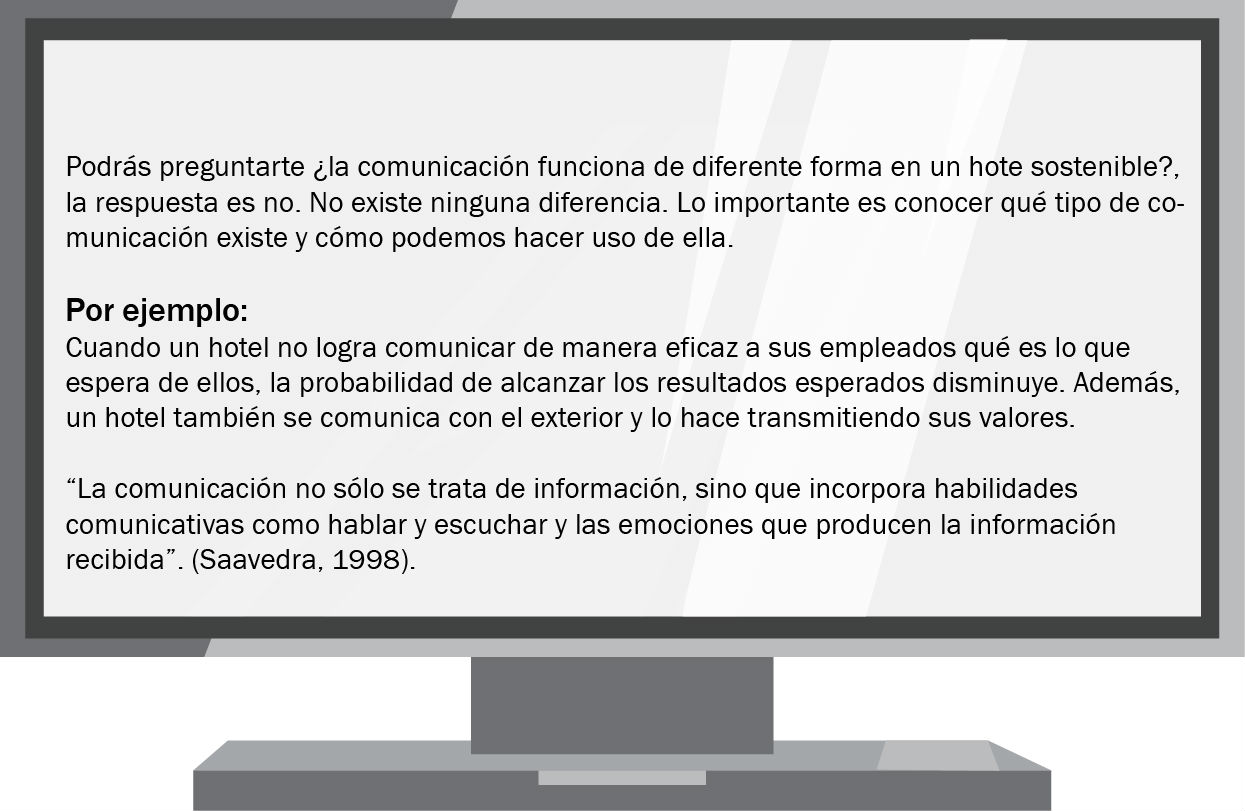 Podrás preguntarte ¿la comunicación funciona de diferente forma en un hote sostenible?,
la respuesta es no. No existe ninguna diferencia. Lo importante es conocer qué tipo de co-
municación existe y cómo podemos hacer uso de ella.
Por ejemplo:
Cuando un hotel no logra comunicar de manera eficaz a sus empleados qué es lo que
espera de ellos, la probabilidad de alcanzar los resultados esperados disminuye. Además,
un hotel también se comunica con el exterior y lo hace transmitiendo sus valores.
“La comunicación no sólo se trata de información, sino que incorpora habilidades
comunicativas como hablar y escuchar y las emociones que producen la información
recibida”. (Saavedra, 1998).